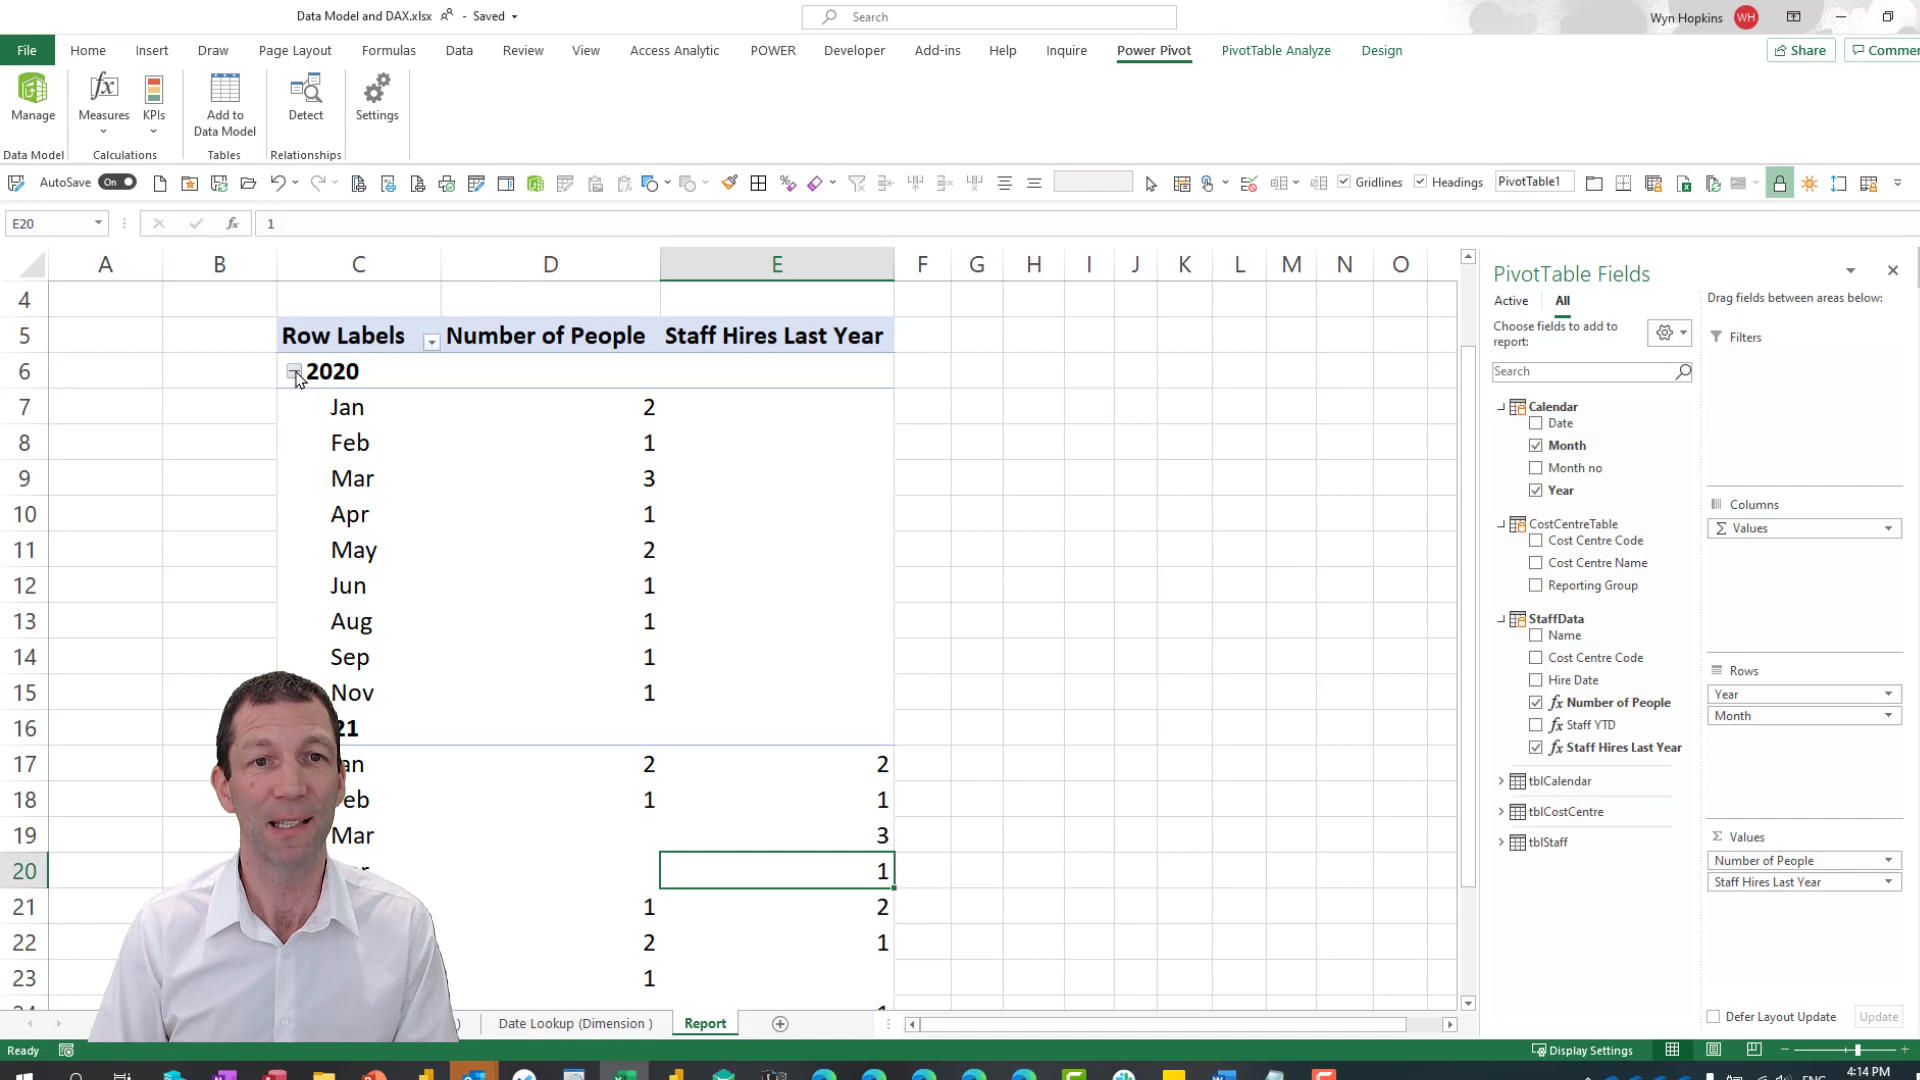 Data Model and DAX.xlsx - Saved
Search
Wyn Hopkins WH
File Home Insert Draw Page Layout Formulas Data Review View Access Analytic POWER Developer Add-ins Help Inquire Power Pivot PivotTable Analyze Design Share Comme
Manage Measures KPIs Add to Data Model Detect Settings
Data Model Calculations Tables Relationships
AutoSave On Gridlines Headings PivotTable1
E20 fx 1
A B C D E F G H I J K L M N O
4
5 Row Labels Number of People Staff Hires Last Year
6 2020
7 Jan 2
8 Feb 1
9 Mar 3
10 Apr 1
11 May 2
12 Jun 1
13 Aug 1
14 Sep 1
15 Nov 1
16 21
17 an 2 2
18 eb 1 1
19 Mar 3
20 1
21 1 2
22 2 1
23 1
Date Lookup (Dimension ) Report
Ready Display Settings
4:14 PM
PivotTable Fields
Active All
Choose fields to add to
report:
Search
Calendar
Date
Month
Month no
Year
CostCentreTable
Cost Centre Code
Cost Centre Name
Reporting Group
StaffData
Name
Cost Centre Code
Hire Date
fx Number of People
fx Staff YTD
fx Staff Hires Last Year
tblCalendar
tblCostCentre
tblStaff
Drag fields between areas below:
Filters
Columns
Σ Values
Rows
Year
Month
Σ Values
Number of People
Staff Hires Last Year
Defer Layout Update Update